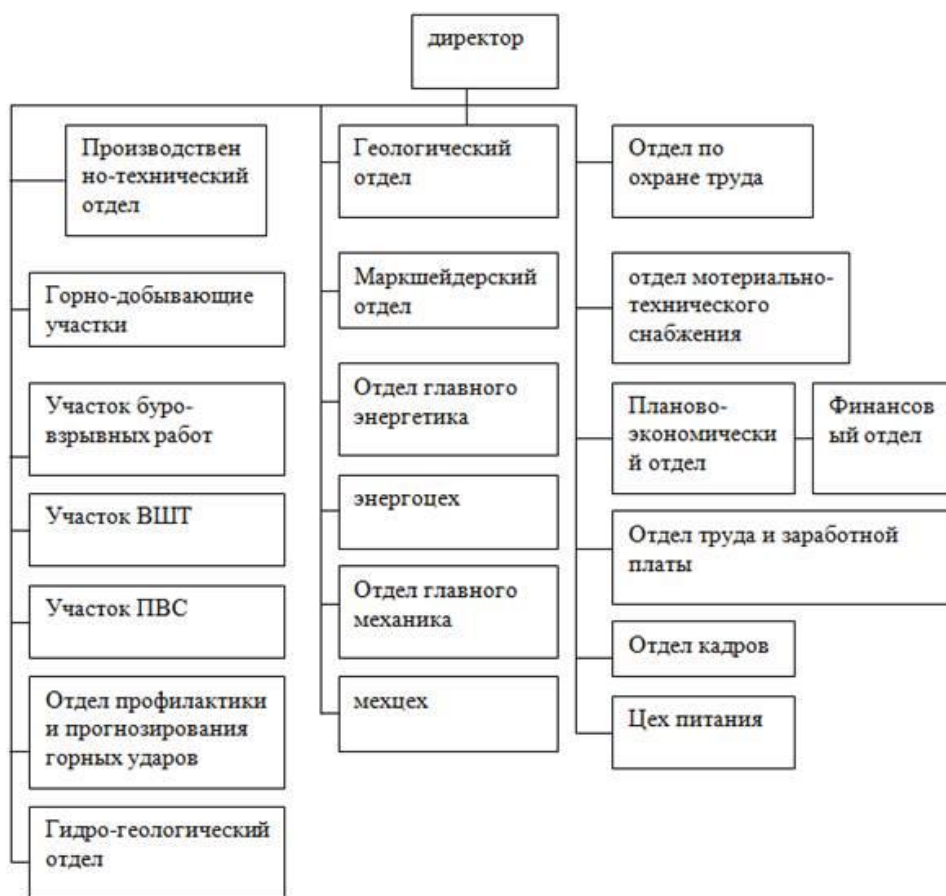 директор
Производствен
но-технический
отдел
Горно-добывающие
участки
Участок буро-
взрывных работ
Участок ВШТ
Участок ПВС
Отдел профилактики
и прогнозирования
горных ударов
Гидро-геологический
отдел
Геологический
отдел
Маркшейдерский
отдел
Отдел главного
энергетика
энергоцех
Отдел главного
механика
мехцех
Отдел по
охране труда
отдел мотериально-
технического
снабжения
Планово-
экономически
й отдел
Финансов
ый отдел
Отдел труда и заработной
платы
Отдел кадров
Цех питания